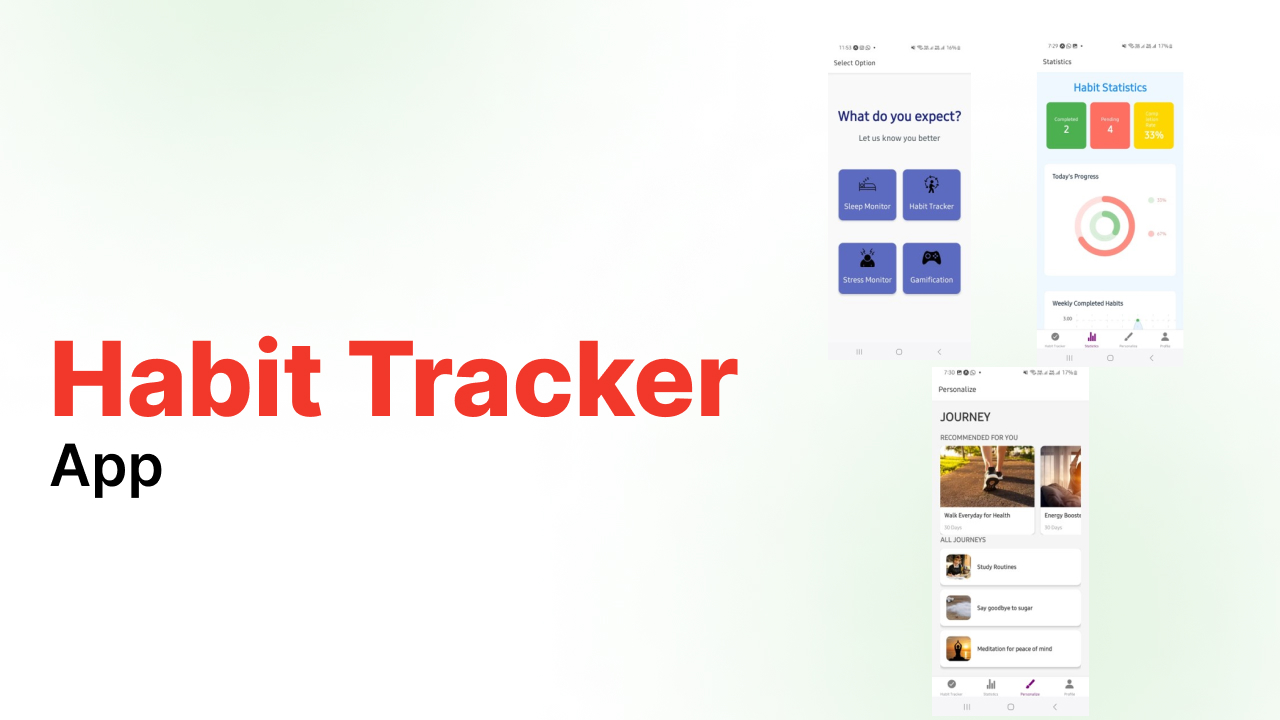 Habit Tracker
App
11:53
16%
Select Option
What do you expect?
Let us know you better
Sleep Monitor
Habit Tracker
Stress Monitor
Gamification
7:29
17%
Statistics
Habit Statistics
Completed
2
Pending
4
33%
Today's Progress
33%
67%
Weekly Completed Habits
3.00
Habit Tracker
Statistics
Personalize
Profile
7:30
17%
Personalize
JOURNEY
RECOMMENDED FOR YOU
Walk Everyday for Health
30 Days
Energy Booste
30 Days
ALL JOURNEYS
Study Routines
Say goodbye to sugar
Meditation for peace of mind
Habit Tracker
Statistics
Personalize
Profile